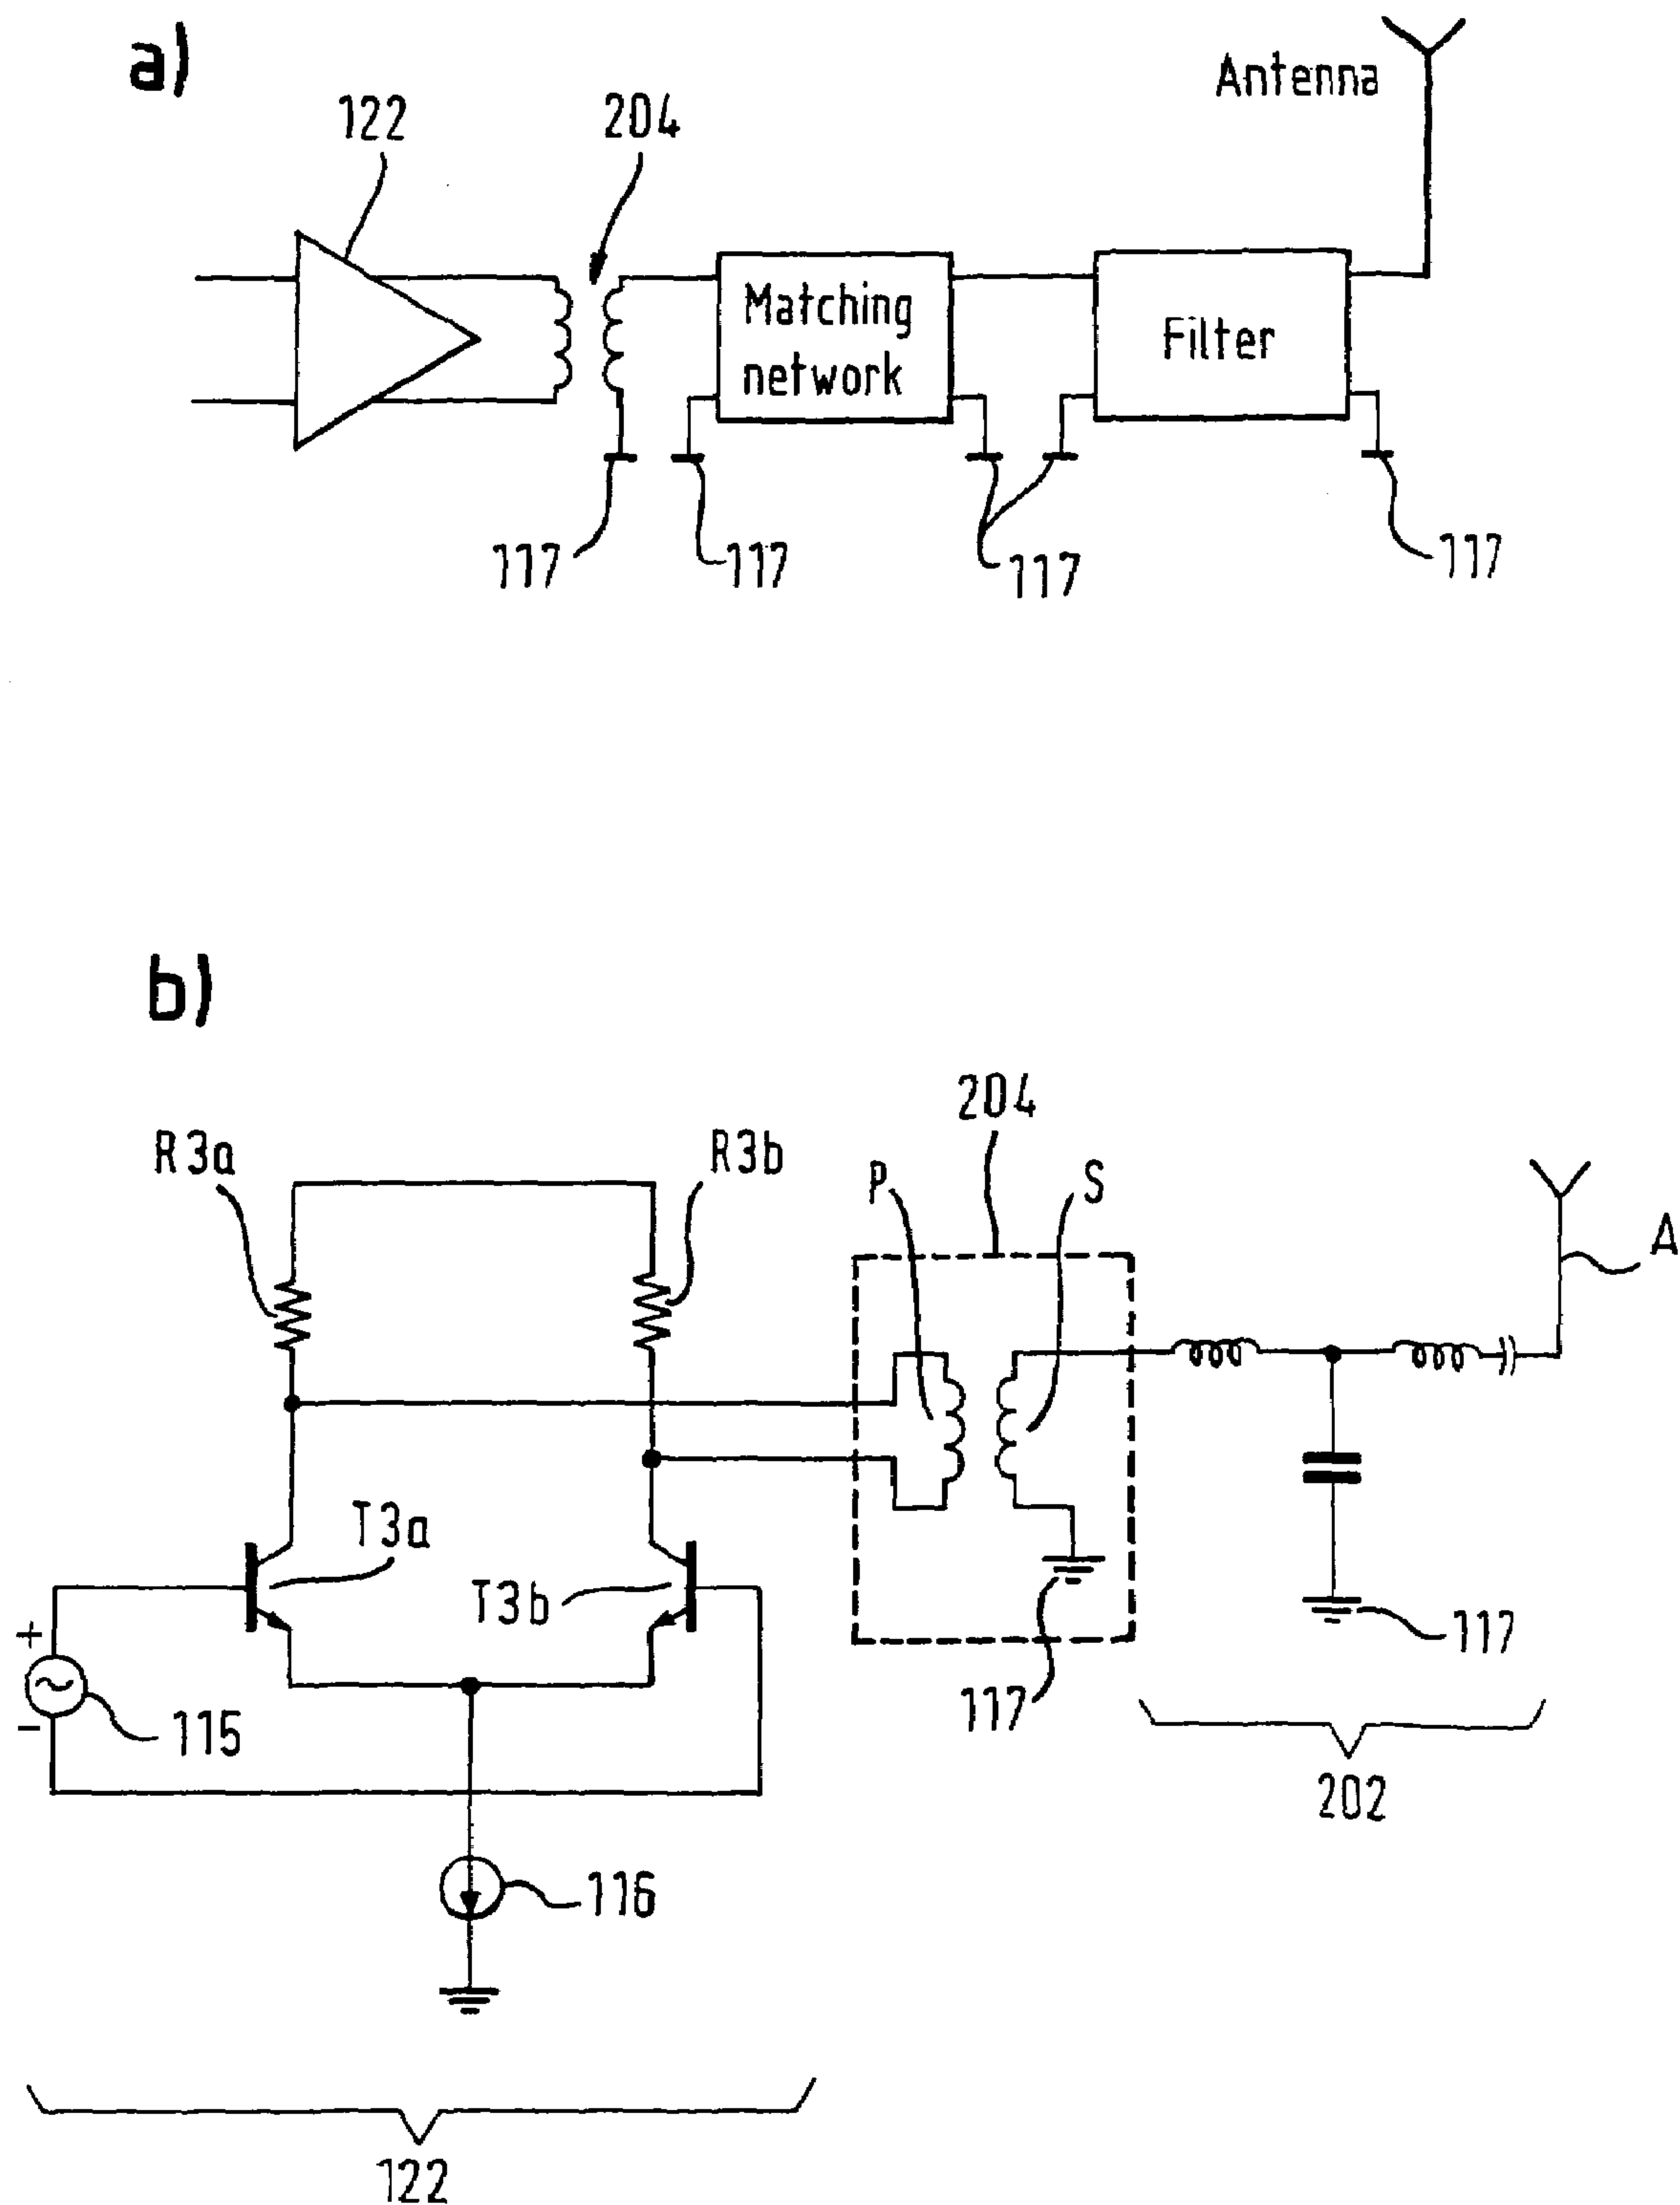 a)
Antenna
122
204
Matching
network
Filter
117
117
117
117
b)
204
R3a
R3b
P
S
A
T3a
T3b
+
115
−
117
117
202
116
122